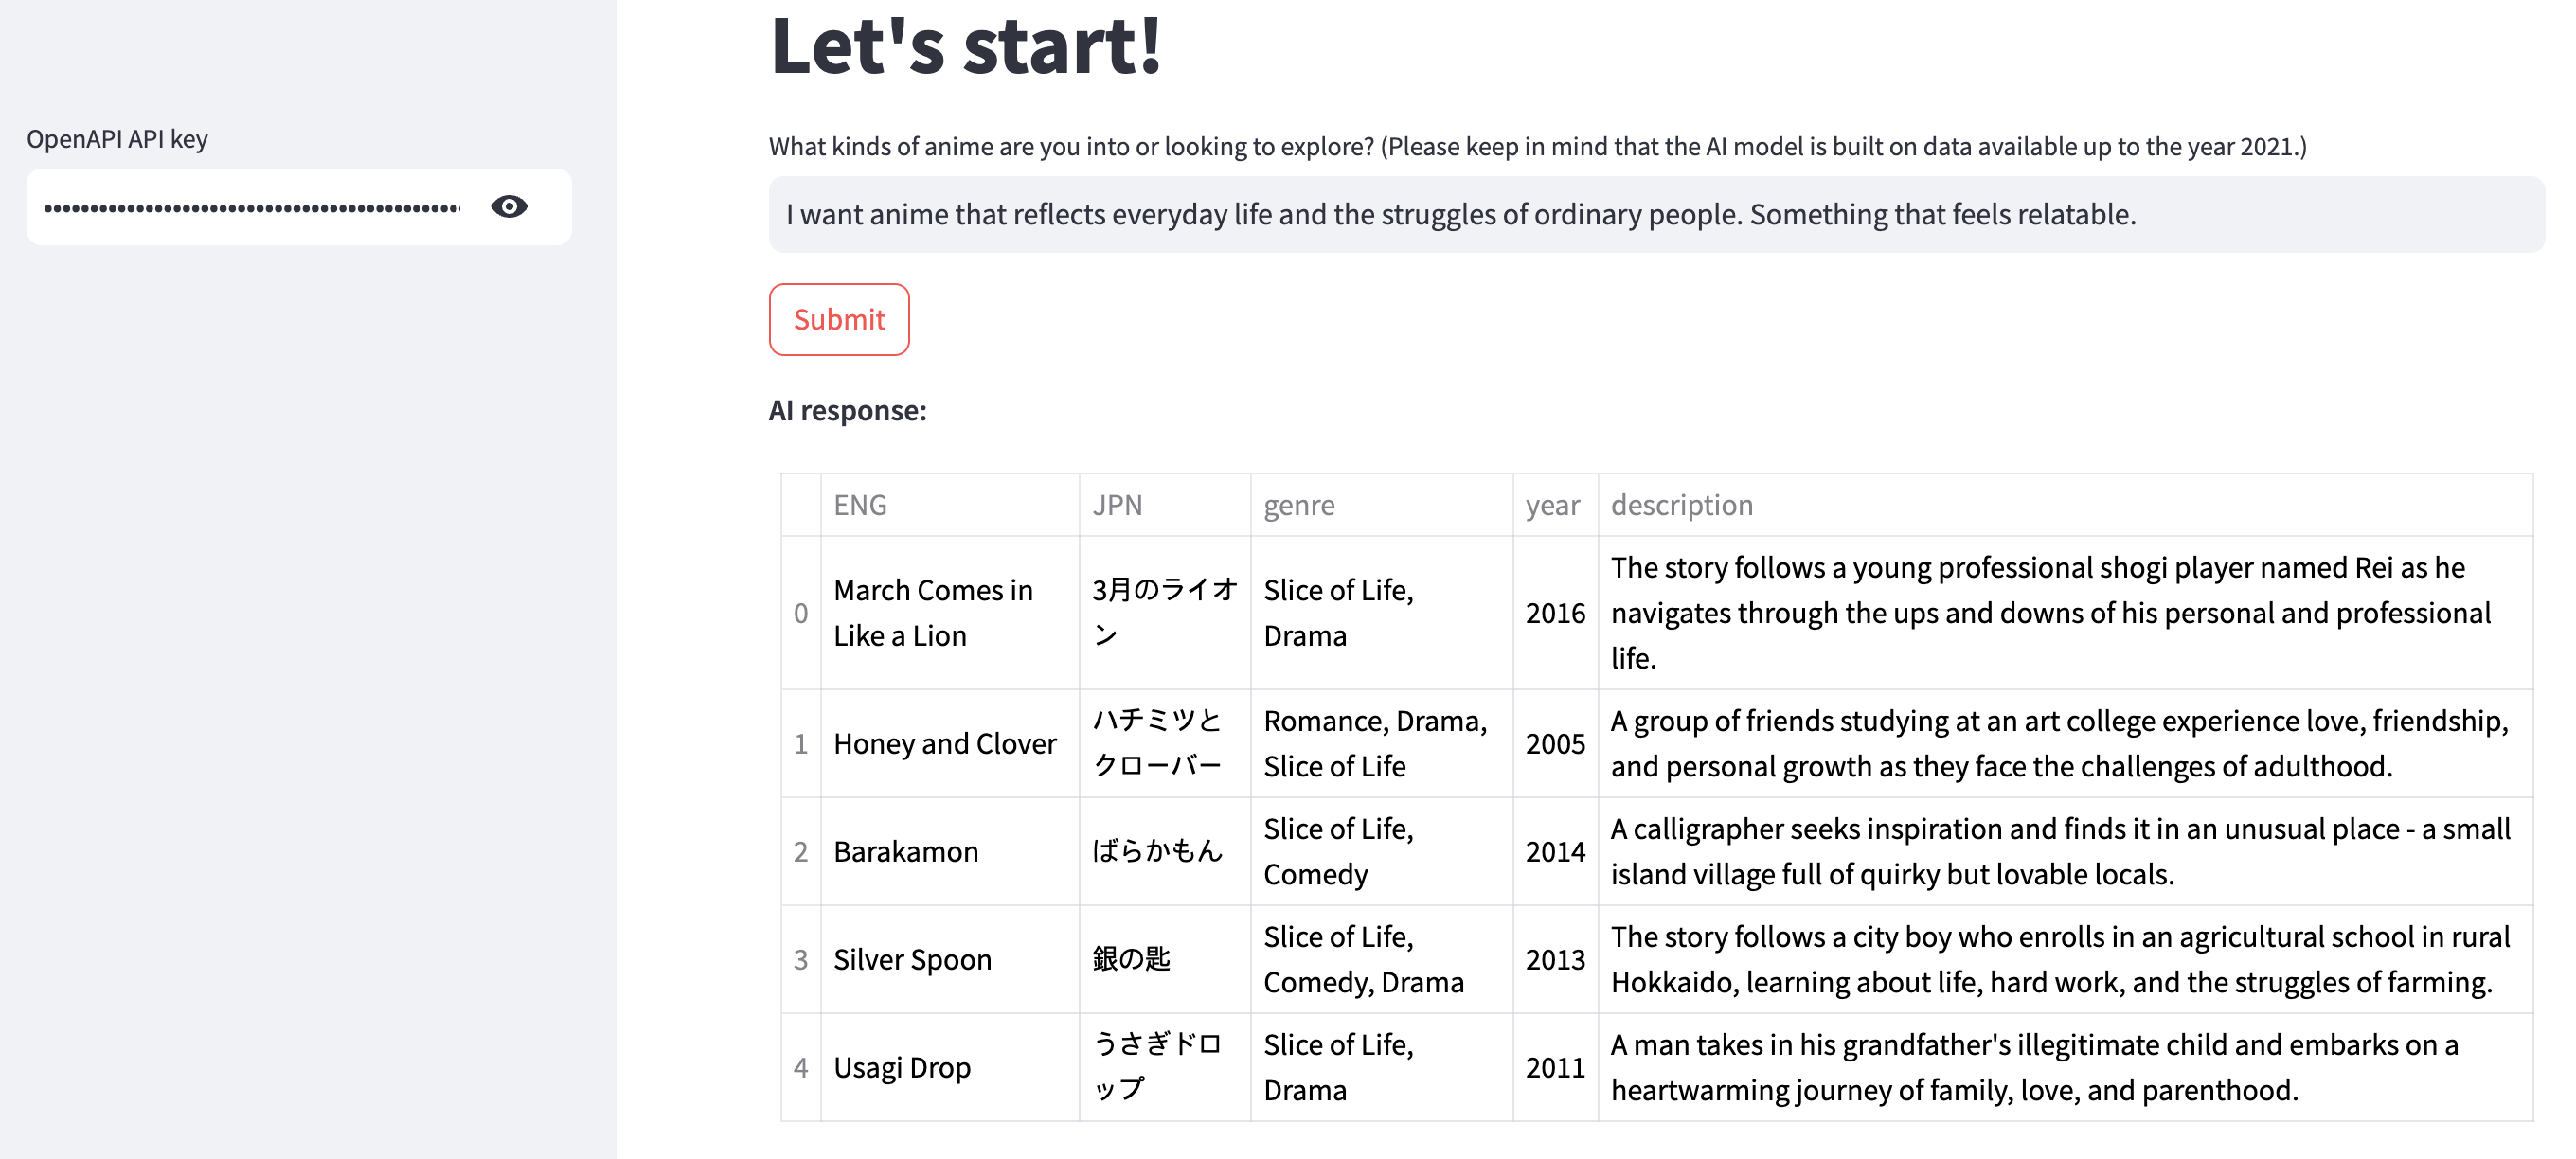 OpenAPI API key
Let's start!
What kinds of anime are you into or looking to explore? (Please keep in mind that the AI model is built on data available up to the year 2021.)
I want anime that reflects everyday life and the struggles of ordinary people. Something that feels relatable.
Submit
AI response:
ENG JPN genre year description
0
March Comes in
Like a Lion
3月のライオ
ン
Slice of Life,
Drama
2016
The story follows a young professional shogi player named Rei as he
navigates through the ups and downs of his personal and professional
life.
1
Honey and Clover
ハチミツと
クローバー
Romance, Drama,
Slice of Life
2005
A group of friends studying at an art college experience love, friendship,
and personal growth as they face the challenges of adulthood.
2
Barakamon
ばらかもん
Slice of Life,
Comedy
2014
A calligrapher seeks inspiration and finds it in an unusual place - a small
island village full of quirky but lovable locals.
3
Silver Spoon
銀の匙
Slice of Life,
Comedy, Drama
2013
The story follows a city boy who enrolls in an agricultural school in rural
Hokkaido, learning about life, hard work, and the struggles of farming.
4
Usagi Drop
うさぎドロ
ップ
Slice of Life,
Drama
2011
A man takes in his grandfather's illegitimate child and embarks on a
heartwarming journey of family, love, and parenthood.